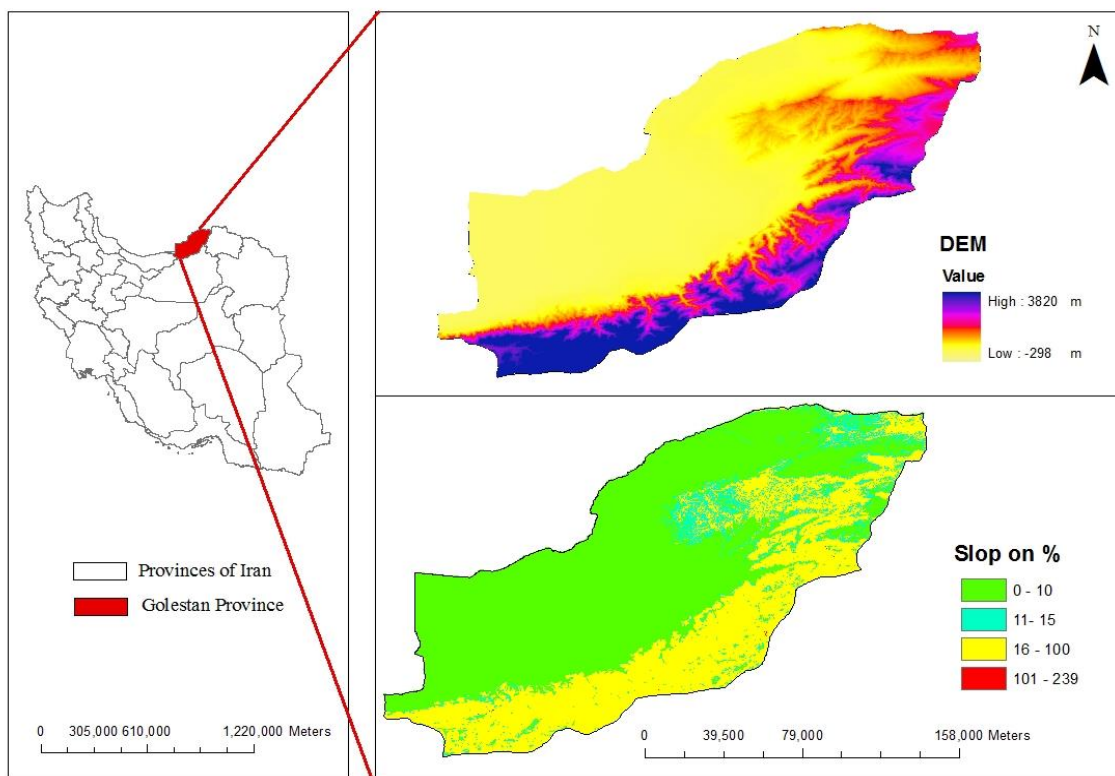 Provinces of Iran
Golestan Province
0 305,000 610,000 1,220,000 Meters
N
DEM
Value
High : 3820 m
Low : -298 m
Slop on %
0 - 10
11- 15
16 - 100
101 - 239
0 39,500 79,000 158,000 Meters